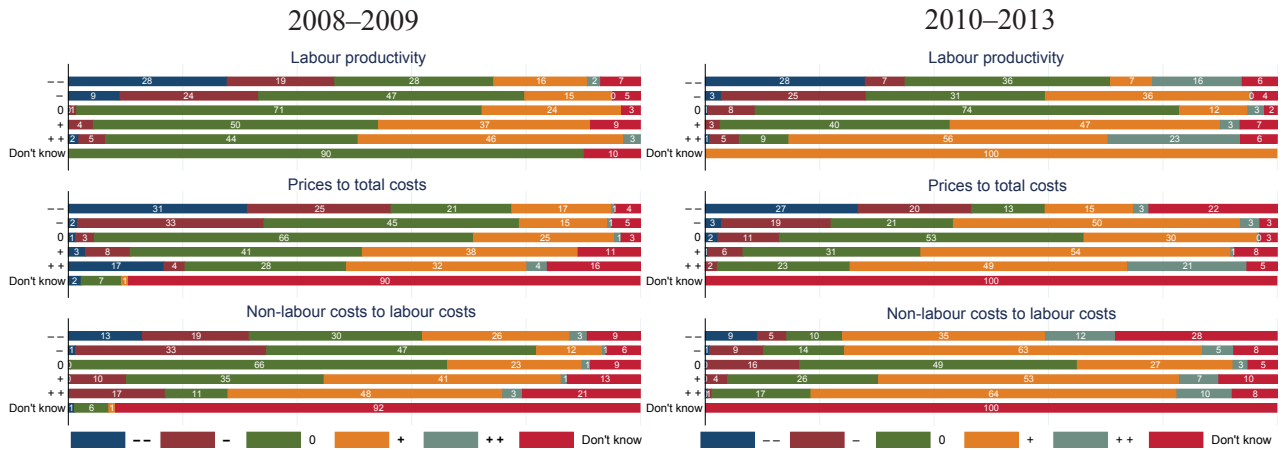 2008–2009
Labour productivity
– – 28 19 28 16 2 7
– 9 24 47 15 0 5
0 1 71 24 3
+ 4 50 37 9
+ + 2 5 44 46 3
Don't know 90 10
Prices to total costs
– – 31 25 21 17 1 4
– 2 33 45 15 1 5
0 1 3 66 25 1 3
+ 3 8 41 38 11
+ + 17 4 28 32 4 16
Don't know 2 7 1 90
Non-labour costs to labour costs
– – 13 19 30 26 3 9
– 1 33 47 12 1 6
0 0 66 23 1 9
+ 0 10 35 41 1 13
+ + 17 11 48 3 21
Don't know 1 6 1 92
– – – 0 + + + Don't know
2010–2013
Labour productivity
– – 28 7 36 7 16 6
– 3 25 31 36 0 4
0 8 74 12 3 2
+ 3 40 47 3 7
+ + 1 5 9 56 23 6
Don't know 100
Prices to total costs
– – 27 20 13 15 3 22
– 3 19 21 50 3 3
0 2 11 53 30 0 3
+ 1 6 31 54 1 8
+ + 2 23 49 21 5
Don't know 100
Non-labour costs to labour costs
– – 9 5 10 35 12 28
– 1 9 14 63 5 8
0 16 49 27 3 5
+ 4 26 53 7 10
+ + 1 17 64 10 8
Don't know 100
– – – 0 + + + Don't know